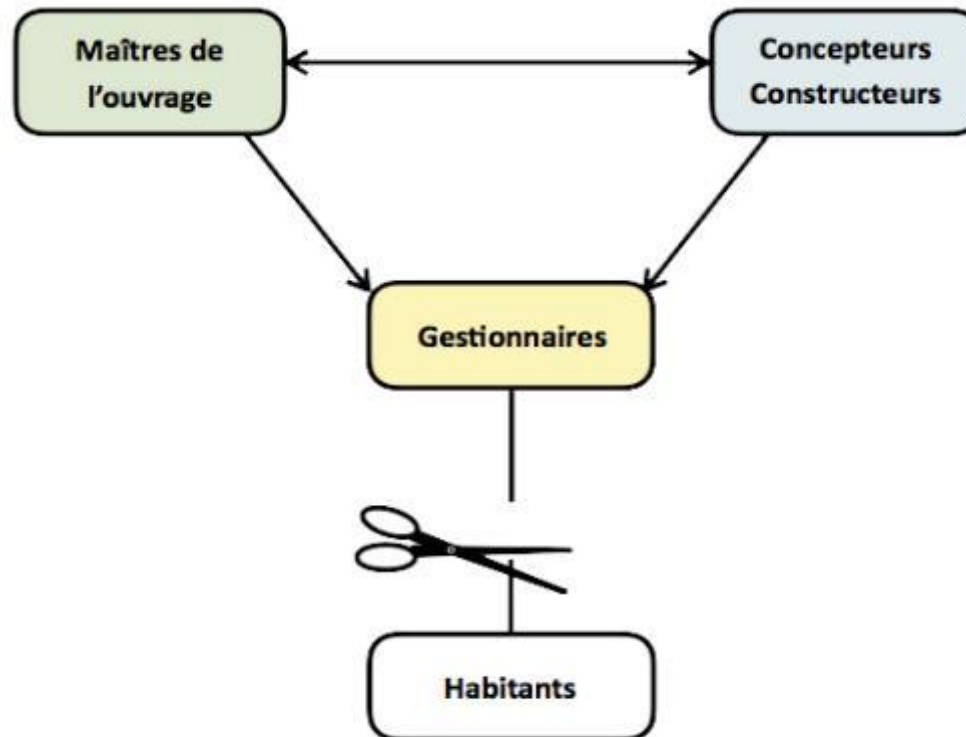 Maîtres de
l'ouvrage
Concepteurs
Constructeurs
Gestionnaires
Habitants